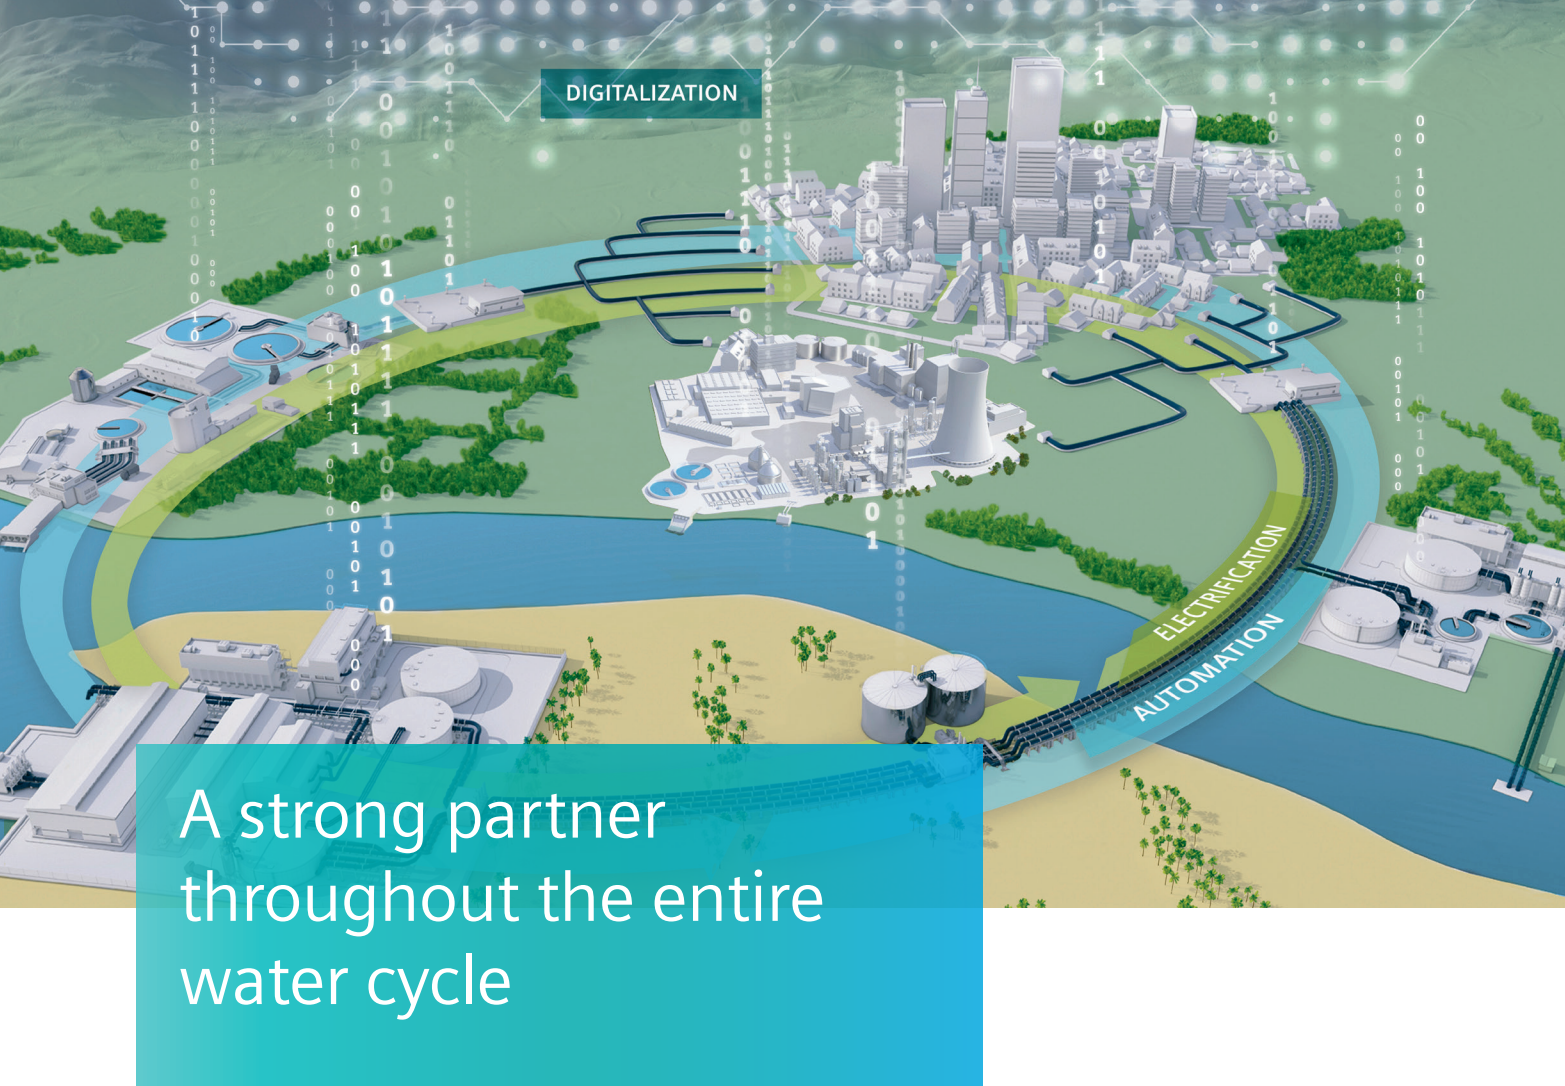 DIGITALIZATION
ELECTRIFICATION
AUTOMATION
A strong partner
throughout the entire
water cycle